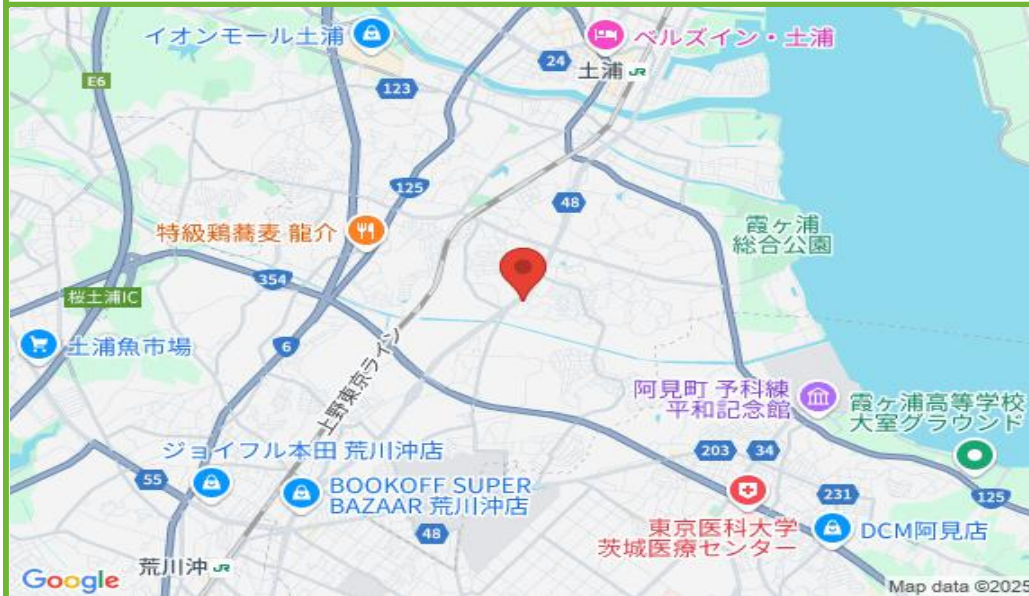 イオンモール土浦
ベルズイン・土浦
土浦 JR
24
E6
123
125
48
特級鶏蕎麦 龍介
霞ヶ浦
総合公園
354
桜土浦IC
土浦魚市場
6
上野東京ライン
阿見町 予科練
平和記念館
霞ヶ浦高等学校
大室グラウンド
ジョイフル本田 荒川沖店
203
34
55
BOOKOFF SUPER
BAZAAR 荒川沖店
231
125
48
東京医科大学
茨城医療センター
DCM阿見店
荒川沖 JR
Google
Map data ©2025